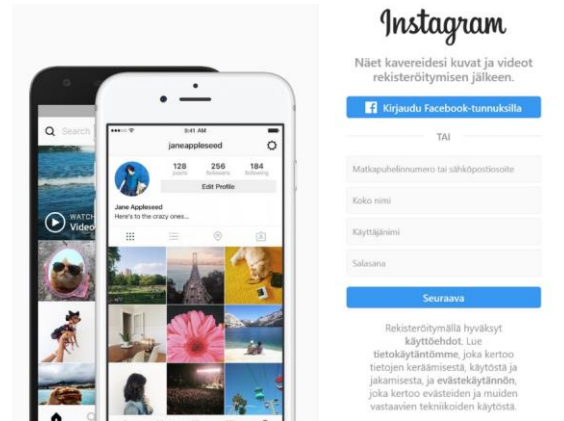 Search
WATCH
Video
9:41 AM
janeappleseed
128
posts
256
followers
184
following
Edit Profile
Jane Appleseed
Here's to the crazy ones...
Instagram
Näet kavereidesi kuvat ja videot
rekisteröitymisen jälkeen.
Kirjaudu Facebook-tunnuksilla
TAI
Matkapuhelinnumero tai sähköpostiosoite
Koko nimi
Käyttäjänimi
Salasana
Seuraava
Rekisteröitymällä hyväksyt
käyttöehdot. Lue
tietokäytäntömme, joka kertoo
tietojen keräämisestä, käytöstä ja
jakamisesta, ja evästekäytännön,
joka kertoo evästeiden ja muiden
vastaavien tekniikoiden käytöstä.